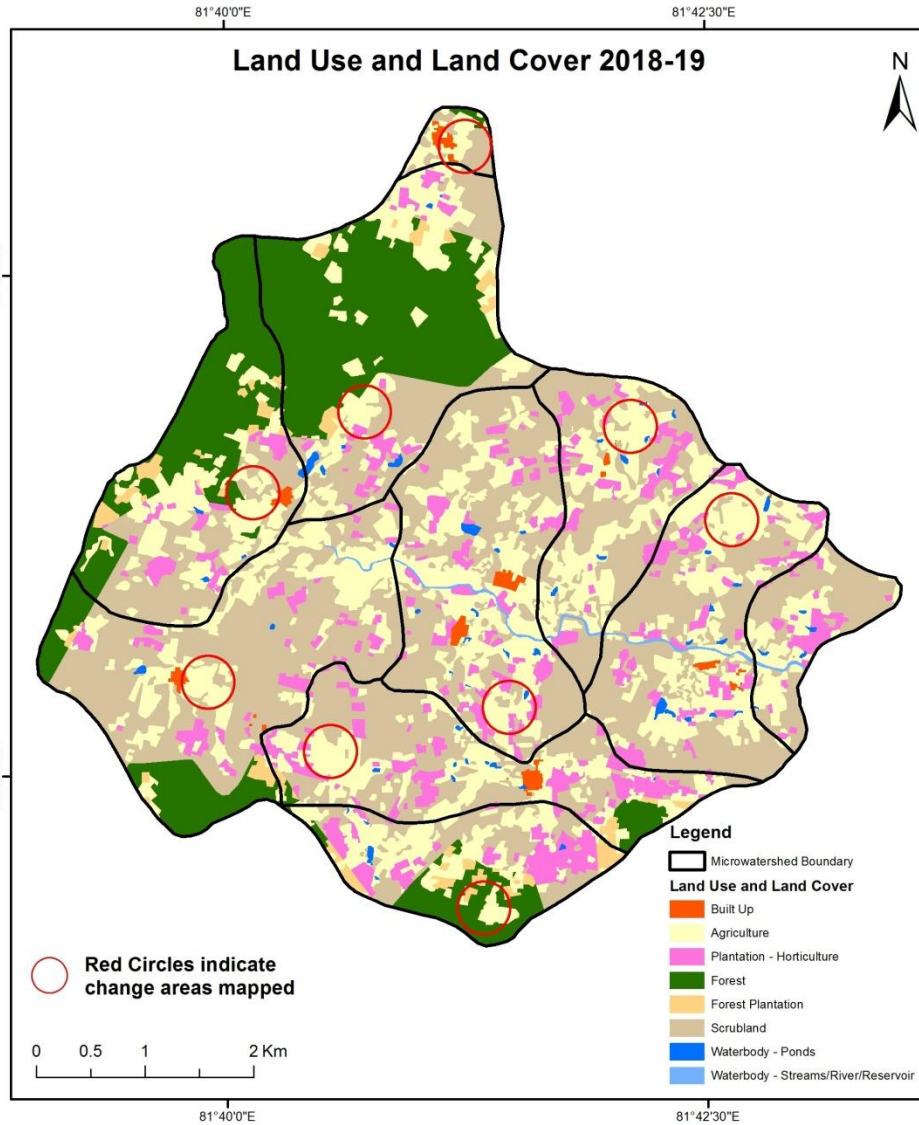 81°40'0"E
81°42'30"E
Land Use and Land Cover 2018-19
N
Legend
Microwatershed Boundary
Land Use and Land Cover
Built Up
Agriculture
Plantation - Horticulture
Forest
Forest Plantation
Scrubland
Waterbody - Ponds
Waterbody - Streams/River/Reservoir
Red Circles indicate
change areas mapped
0 0.5 1 2 Km
81°40'0"E
81°42'30"E